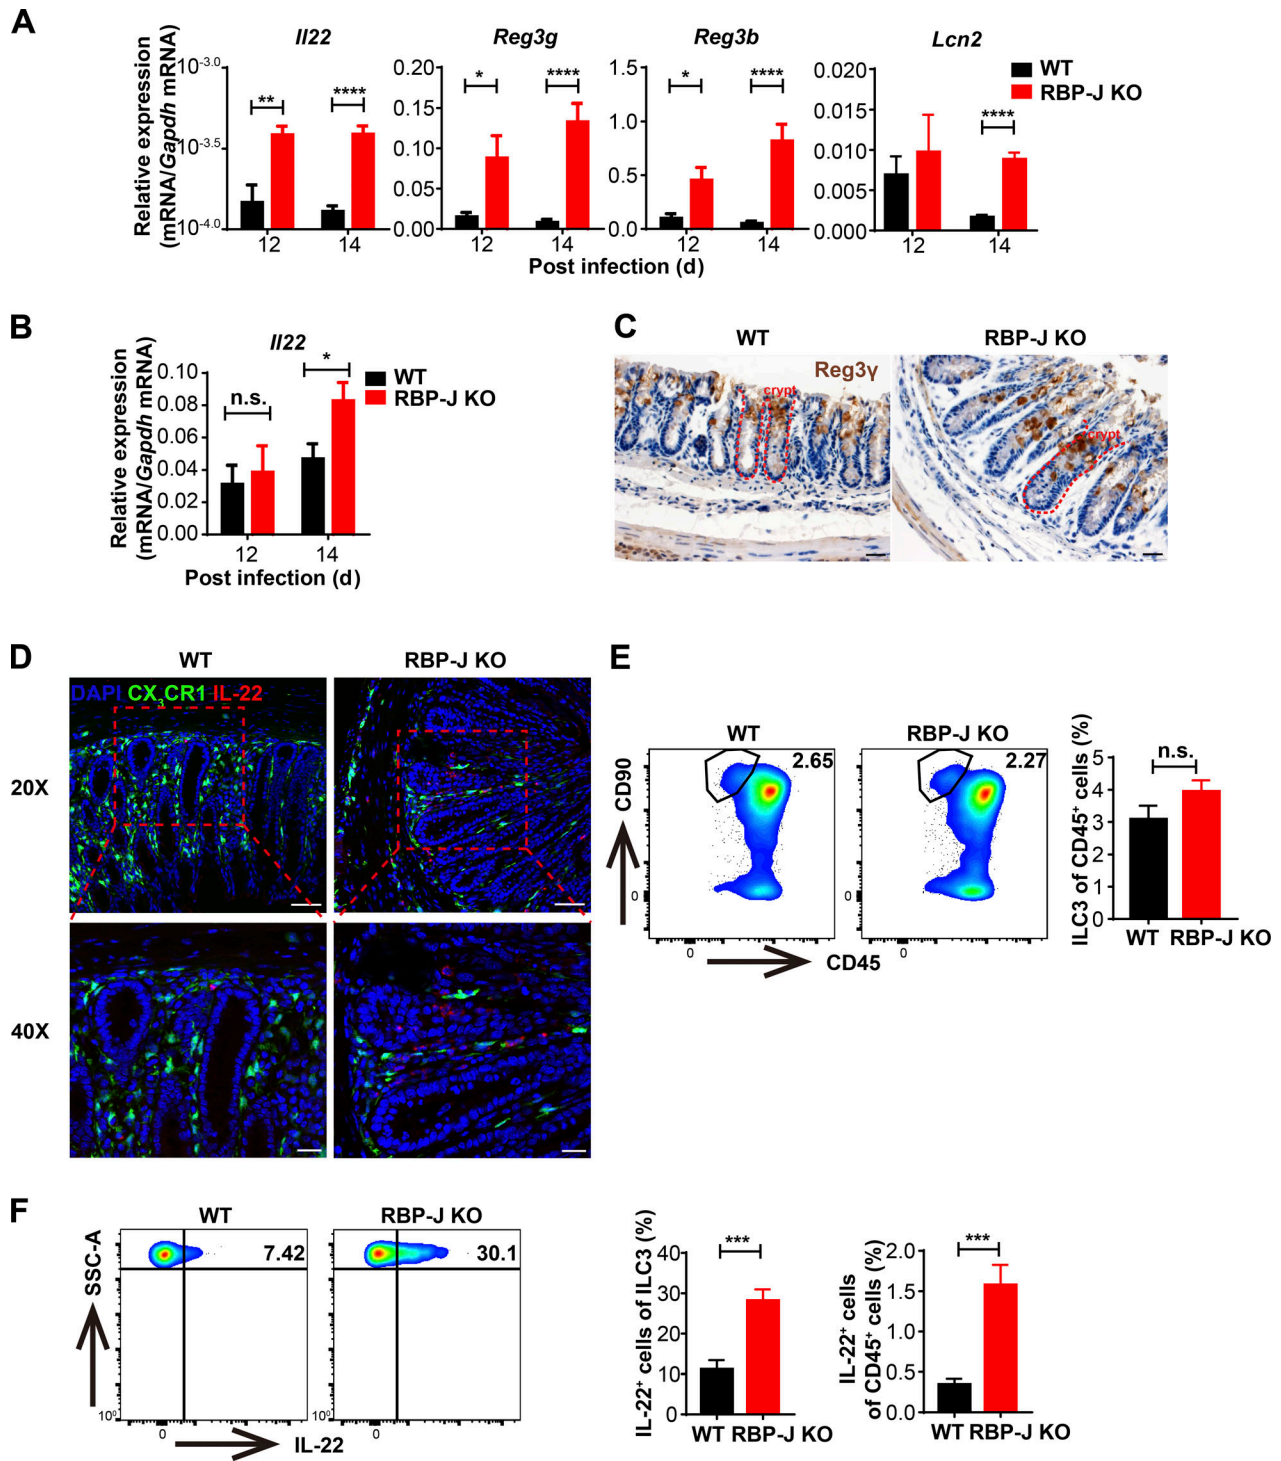 A
Il22
Reg3g
Reg3b
Lcn2
WT
RBP-J KO
Relative expression
(mRNA/Gapdh mRNA)
10-3.0
10-3.5
10-4.0
** ****
12 14
0.20
0.15
0.10
0.05
0.00
* ****
12 14
1.5
1.0
0.5
0.0
* ****
12 14
0.020
0.015
0.010
0.005
0.000
****
12 14
Post infection (d)
B
Il22
WT
RBP-J KO
Relative expression
(mRNA/Gapdh mRNA)
0.10
0.08
0.06
0.04
0.02
0.00
n.s. *
12 14
Post infection (d)
C
WT RBP-J KO
Reg3γ
crypt
crypt
D
WT RBP-J KO
DAPI CX3CR1 IL-22
20X
40X
E
WT RBP-J KO
2.65
2.27
CD90
0
0
0
0
CD45
ILC3 of CD45+ cells (%)
5
4
3
2
1
0
n.s.
WT RBP-J KO
F
WT RBP-J KO
SSC-A
7.42
30.1
10⁰
10⁰
0
0
IL-22
IL-22+ cells of ILC3 (%)
40
30
20
10
0
***
WT RBP-J KO
IL-22+ cells
of CD45+ cells (%)
2.0
1.5
1.0
0.5
0.0
***
WT RBP-J KO